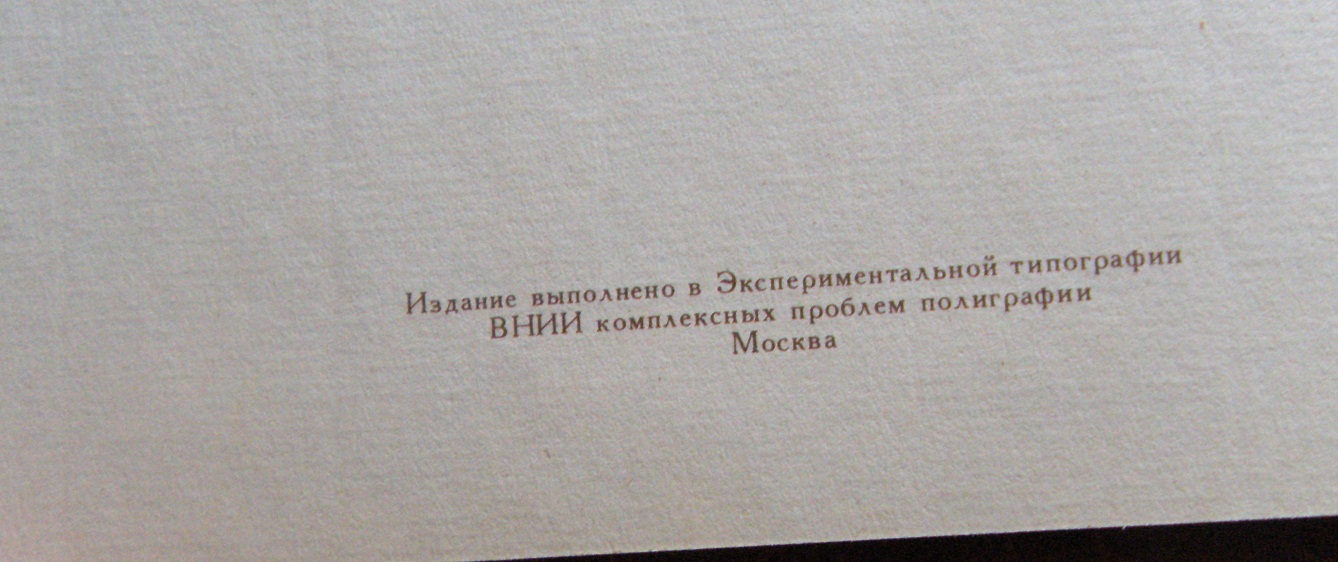 Издание выполнено в Экспериментальной типографии
ВНИИ комплексных проблем полиграфии
Москва